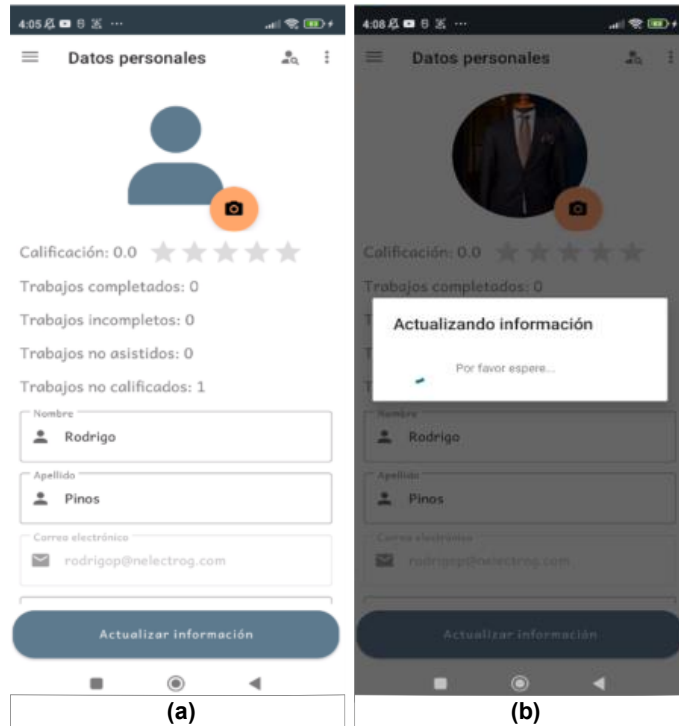 4:05
Datos personales
Calificación: 0.0
Trabajos completados: 0
Trabajos incompletos: 0
Trabajos no asistidos: 0
Trabajos no calificados: 1
Nombre
Rodrigo
Apellido
Pinos
Correo electrónico
rodrigop@nelectrog.com
Actualizar información
(a)
4:08
Datos personales
Calificación: 0.0
Trabajos completados: 0
Actualizando información
Por favor espere...
Nombre
Rodrigo
Apellido
Pinos
Correo electrónico
rodrigop@nelectrog.com
Actualizar información
(b)